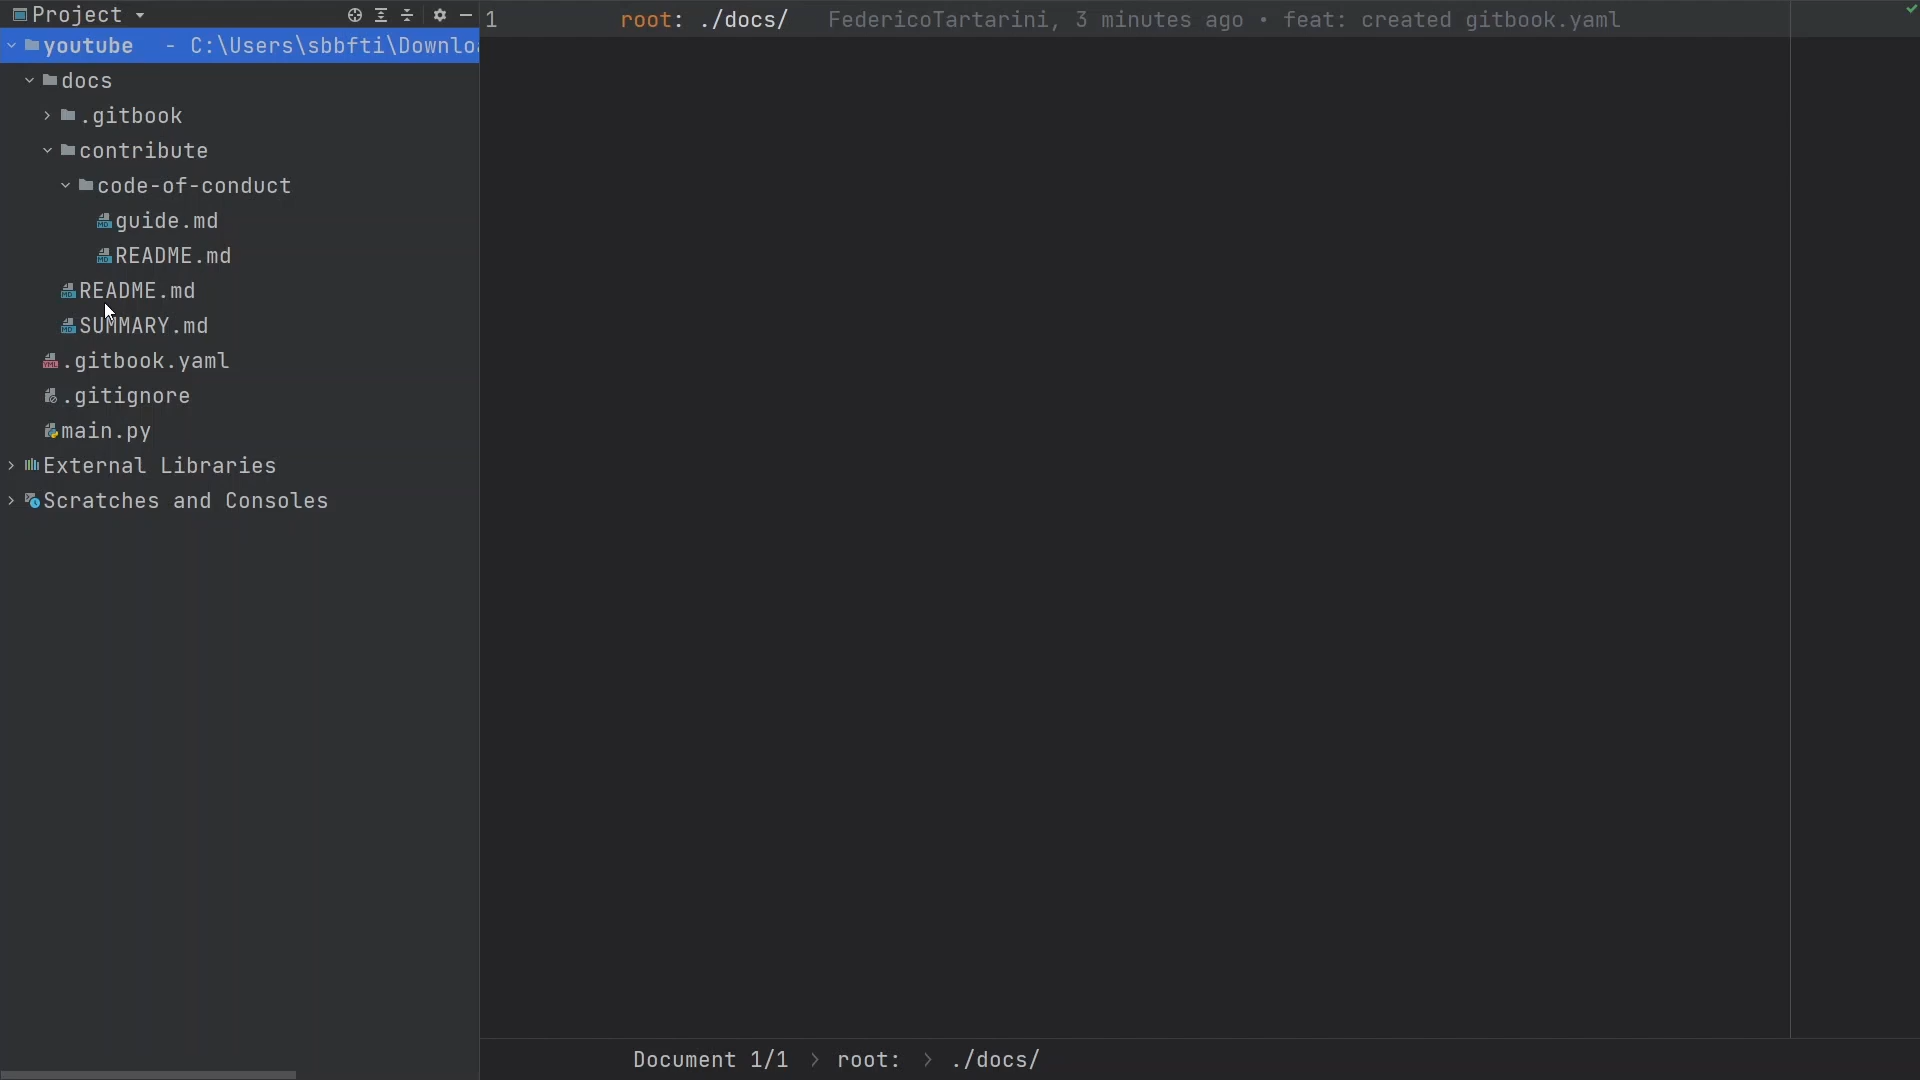 Project
youtube - C:\Users\sbbfti\Downlo
docs
.gitbook
contribute
code-of-conduct
guide.md
README.md
README.md
SUMMARY.md
.gitbook.yaml
.gitignore
main.py
External Libraries
Scratches and Consoles
1 root: ./docs/ FedericoTartarini, 3 minutes ago • feat: created gitbook.yaml
Document 1/1 > root: > ./docs/